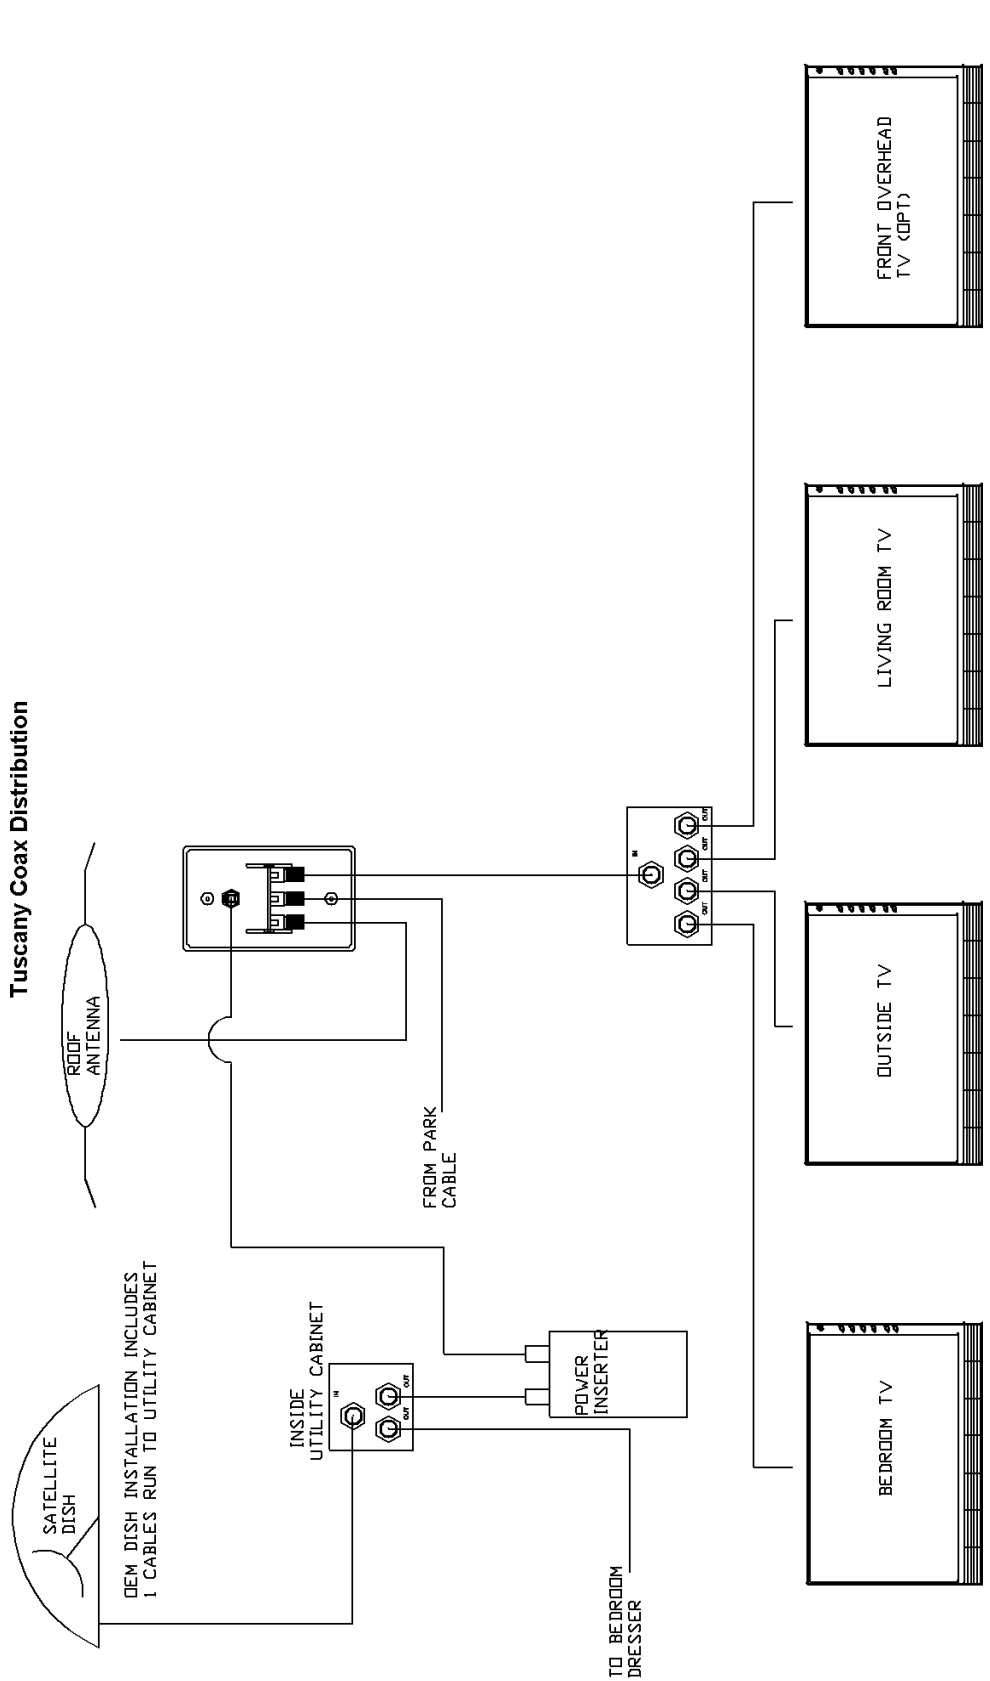 Tuscany Coax Distribution
SATELLITE
DISH
OEM DISH INSTALLATION INCLUDES
1 CABLES RUN TO UTILITY CABINET
ROOF
ANTENNA
INSIDE
UTILITY CABINET
IN
OUT
OUT
FROM PARK
CABLE
POWER
INSERTER
TO BEDROOM
DRESSER
IN
OUT
OUT
OUT
OUT
BEDROOM TV
OUTSIDE TV
LIVING ROOM TV
FRONT OVERHEAD
TV (OPT)